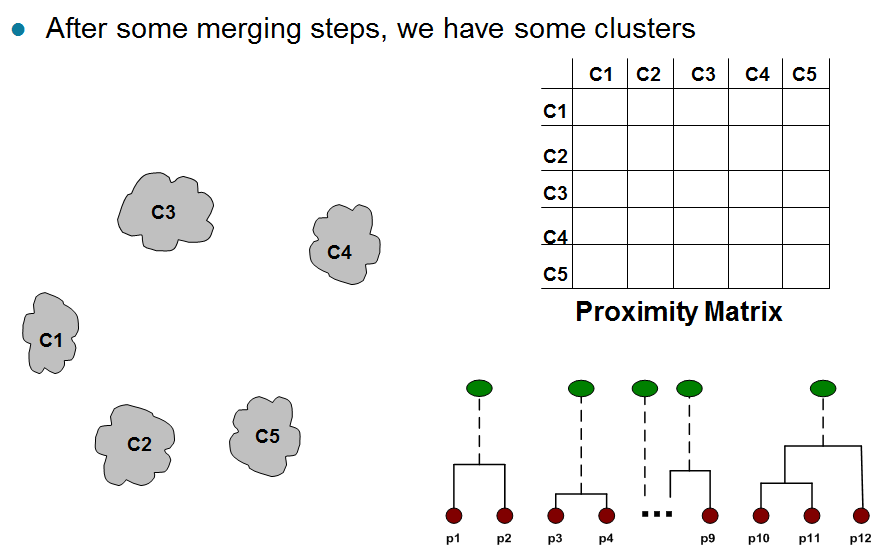 After some merging steps, we have some clusters
C1 C2 C3 C4 C5
C1
C2
C3
C4
C5
Proximity Matrix
C3
C4
C1
C2
C5
...
p1 p2 p3 p4 p9 p10 p11 p12